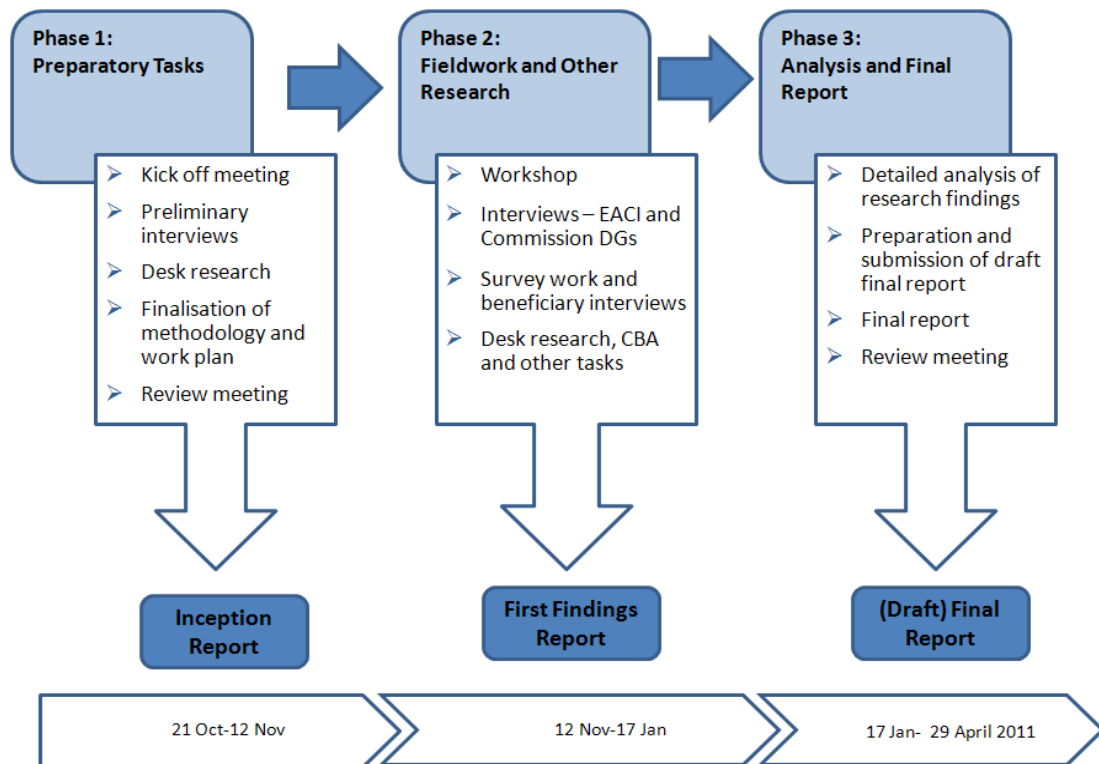 Phase 1:
Preparatory Tasks
Kick off meeting
Preliminary
interviews
Desk research
Finalisation of
methodology and
work plan
Review meeting
Inception
Report
21 Oct-12 Nov
Phase 2:
Fieldwork and Other
Research
Workshop
Interviews – EACI and
Commission DGs
Survey work and
beneficiary interviews
Desk research, CBA
and other tasks
First Findings
Report
12 Nov-17 Jan
Phase 3:
Analysis and Final
Report
Detailed analysis of
research findings
Preparation and
submission of draft
final report
Final report
Review meeting
(Draft) Final
Report
17 Jan-  29 April 2011